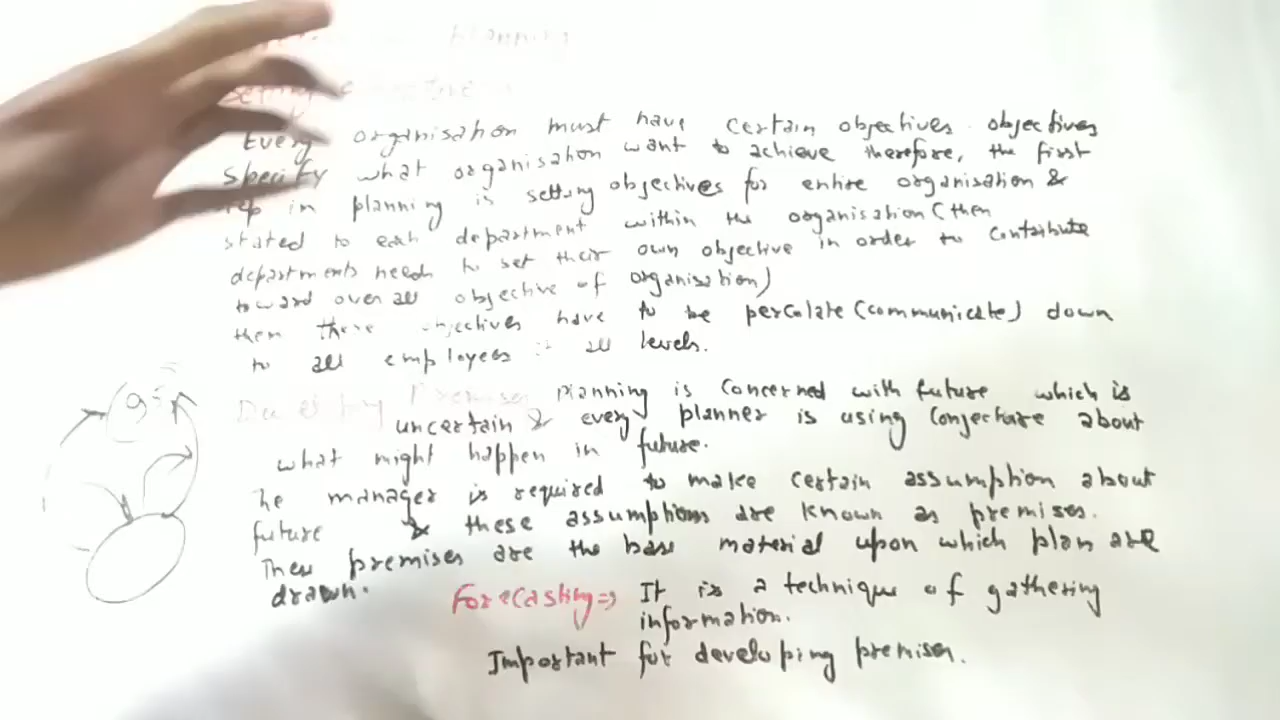 planning
setting
Every organisation must have certain objectives. objectives
specify what organisation want to achieve therefore, the first
step in planning is setting objectives for entire organisation &
stated to each department within the organisation (then
departments need to set their own objective in order to contribute
toward over all objective of organisation)
then these objectives have to be percolate (communicate) down
to all employees all levels.
Premises planning is concerned with future which is
uncertain & every planner is using conjecture about
what might happen in future.
The manager is required to make certain assumption about
future & these assumptions are known as premises.
These premises are the base material upon which plan are
drawn.
Forecasting => It is a technique of gathering
information.
Important for developing premises.